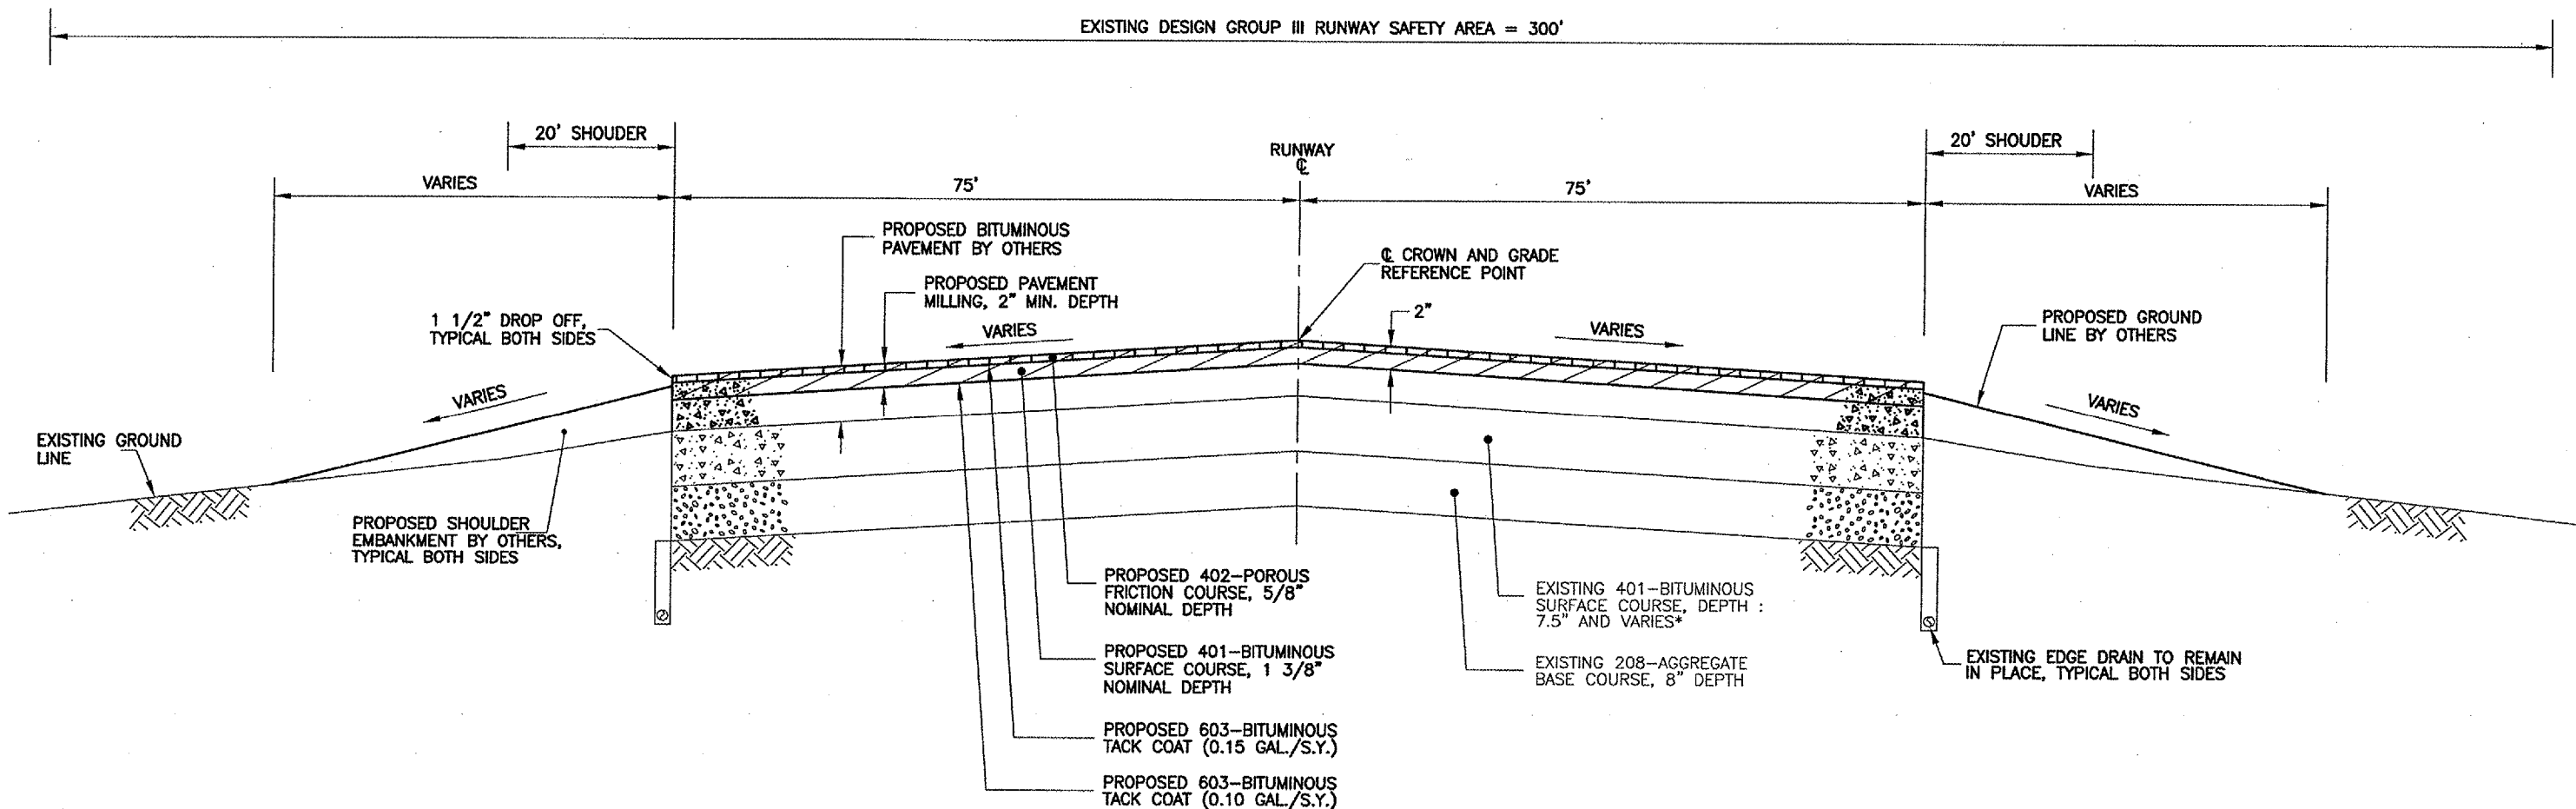 EXISTING DESIGN GROUP III RUNWAY SAFETY AREA = 300'
20' SHOUDER
20' SHOUDER
RUNWAY
℄
VARIES
75'
75'
VARIES
PROPOSED BITUMINOUS
PAVEMENT BY OTHERS
℄ CROWN AND GRADE
REFERENCE POINT
PROPOSED PAVEMENT
MILLING, 2" MIN. DEPTH
1 1/2" DROP OFF,
TYPICAL BOTH SIDES
VARIES
2"
VARIES
PROPOSED GROUND
LINE BY OTHERS
VARIES
VARIES
EXISTING GROUND
LINE
PROPOSED SHOULDER
EMBANKMENT BY OTHERS,
TYPICAL BOTH SIDES
PROPOSED 402-POROUS
FRICTION COURSE, 5/8"
NOMINAL DEPTH
EXISTING 401-BITUMINOUS
SURFACE COURSE, DEPTH :
7.5" AND VARIES*
PROPOSED 401-BITUMINOUS
SURFACE COURSE, 1 3/8"
NOMINAL DEPTH
EXISTING 208-AGGREGATE
BASE COURSE, 8" DEPTH
EXISTING EDGE DRAIN TO REMAIN
IN PLACE, TYPICAL BOTH SIDES
PROPOSED 603-BITUMINOUS
TACK COAT (0.15 GAL./S.Y.)
PROPOSED 603-BITUMINOUS
TACK COAT (0.10 GAL./S.Y.)